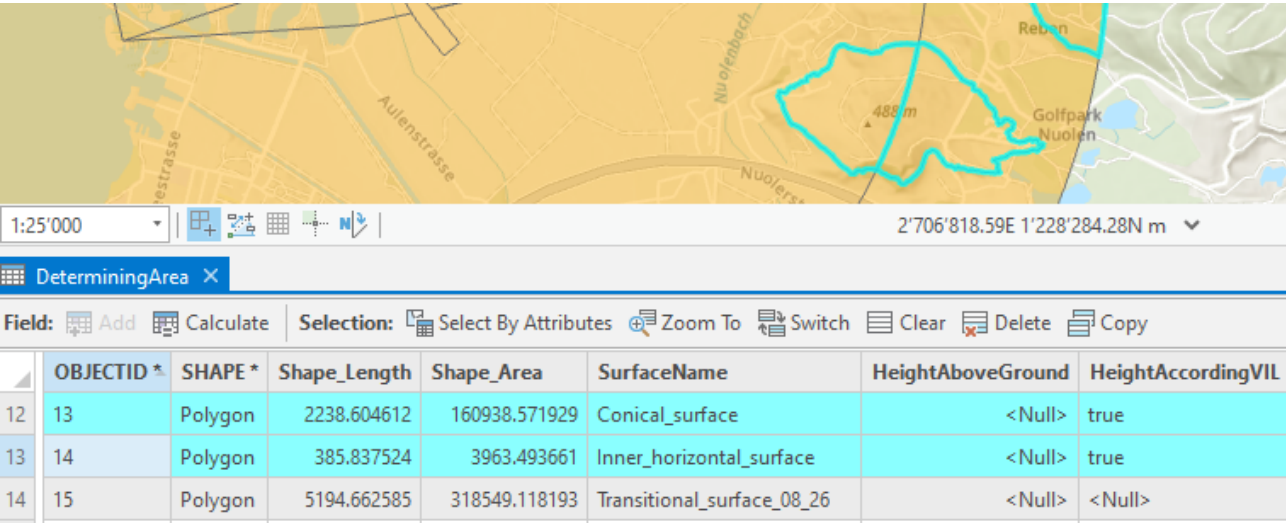 Reben
Nuolenbach
Aulenstrasse
488 m
Golfpark
Nuolen
estrasse
Nuolerst
1:25'000
N
2'706'818.59E 1'228'284.28N m
DeterminingArea
Field: Add Calculate Selection: Select By Attributes Zoom To Switch Clear Delete Copy
OBJECTID * SHAPE * Shape_Length Shape_Area SurfaceName HeightAboveGround HeightAccordingVIL
12 13 Polygon 2238.604612 160938.571929 Conical_surface <Null> true
13 14 Polygon 385.837524 3963.493661 Inner_horizontal_surface <Null> true
14 15 Polygon 5194.662585 318549.118193 Transitional_surface_08_26 <Null> <Null>